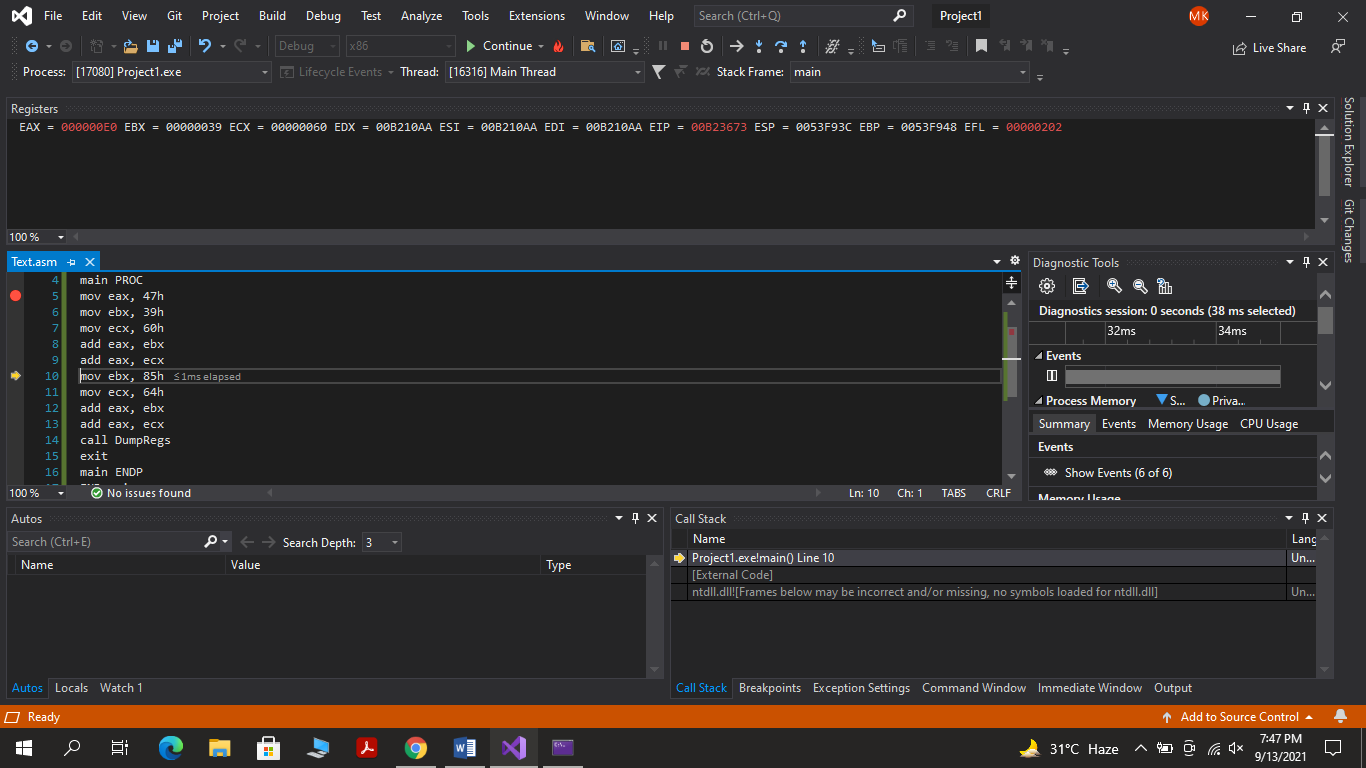 File Edit View Git Project Build Debug Test Analyze Tools Extensions Window Help Search (Ctrl+Q) Project1 MK
Debug x86 Continue Live Share
Process: [17080] Project1.exe Lifecycle Events Thread: [16316] Main Thread Stack Frame: main
Registers
EAX = 000000E0 EBX = 00000039 ECX = 00000060 EDX = 00B210AA ESI = 00B210AA EDI = 00B210AA EIP = 00B23673 ESP = 0053F93C EBP = 0053F948 EFL = 00000202
100 %
Solution Explorer
Git Changes
Text.asm
4 main PROC
5 mov eax, 47h
6 mov ebx, 39h
7 mov ecx, 60h
8 add eax, ebx
9 add eax, ecx
10 mov ebx, 85h ≤1ms elapsed
11 mov ecx, 64h
12 add eax, ebx
13 add eax, ecx
14 call DumpRegs
15 exit
16 main ENDP
100 % No issues found Ln: 10 Ch: 1 TABS CRLF
Diagnostic Tools
Diagnostics session: 0 seconds (38 ms selected)
32ms 34ms
Events
Process Memory S... Priva...
Summary Events Memory Usage CPU Usage
Events
Show Events (6 of 6)
Memory Usage
Autos
Search (Ctrl+E) Search Depth: 3
Name Value Type
Autos Locals Watch 1
Call Stack
Name Lang
Project1.exe!main() Line 10 Un...
[External Code]
ntdll.dll![Frames below may be incorrect and/or missing, no symbols loaded for ntdll.dll] Un...
Call Stack Breakpoints Exception Settings Command Window Immediate Window Output
Ready Add to Source Control
31°C Haze 7:47 PM
9/13/2021